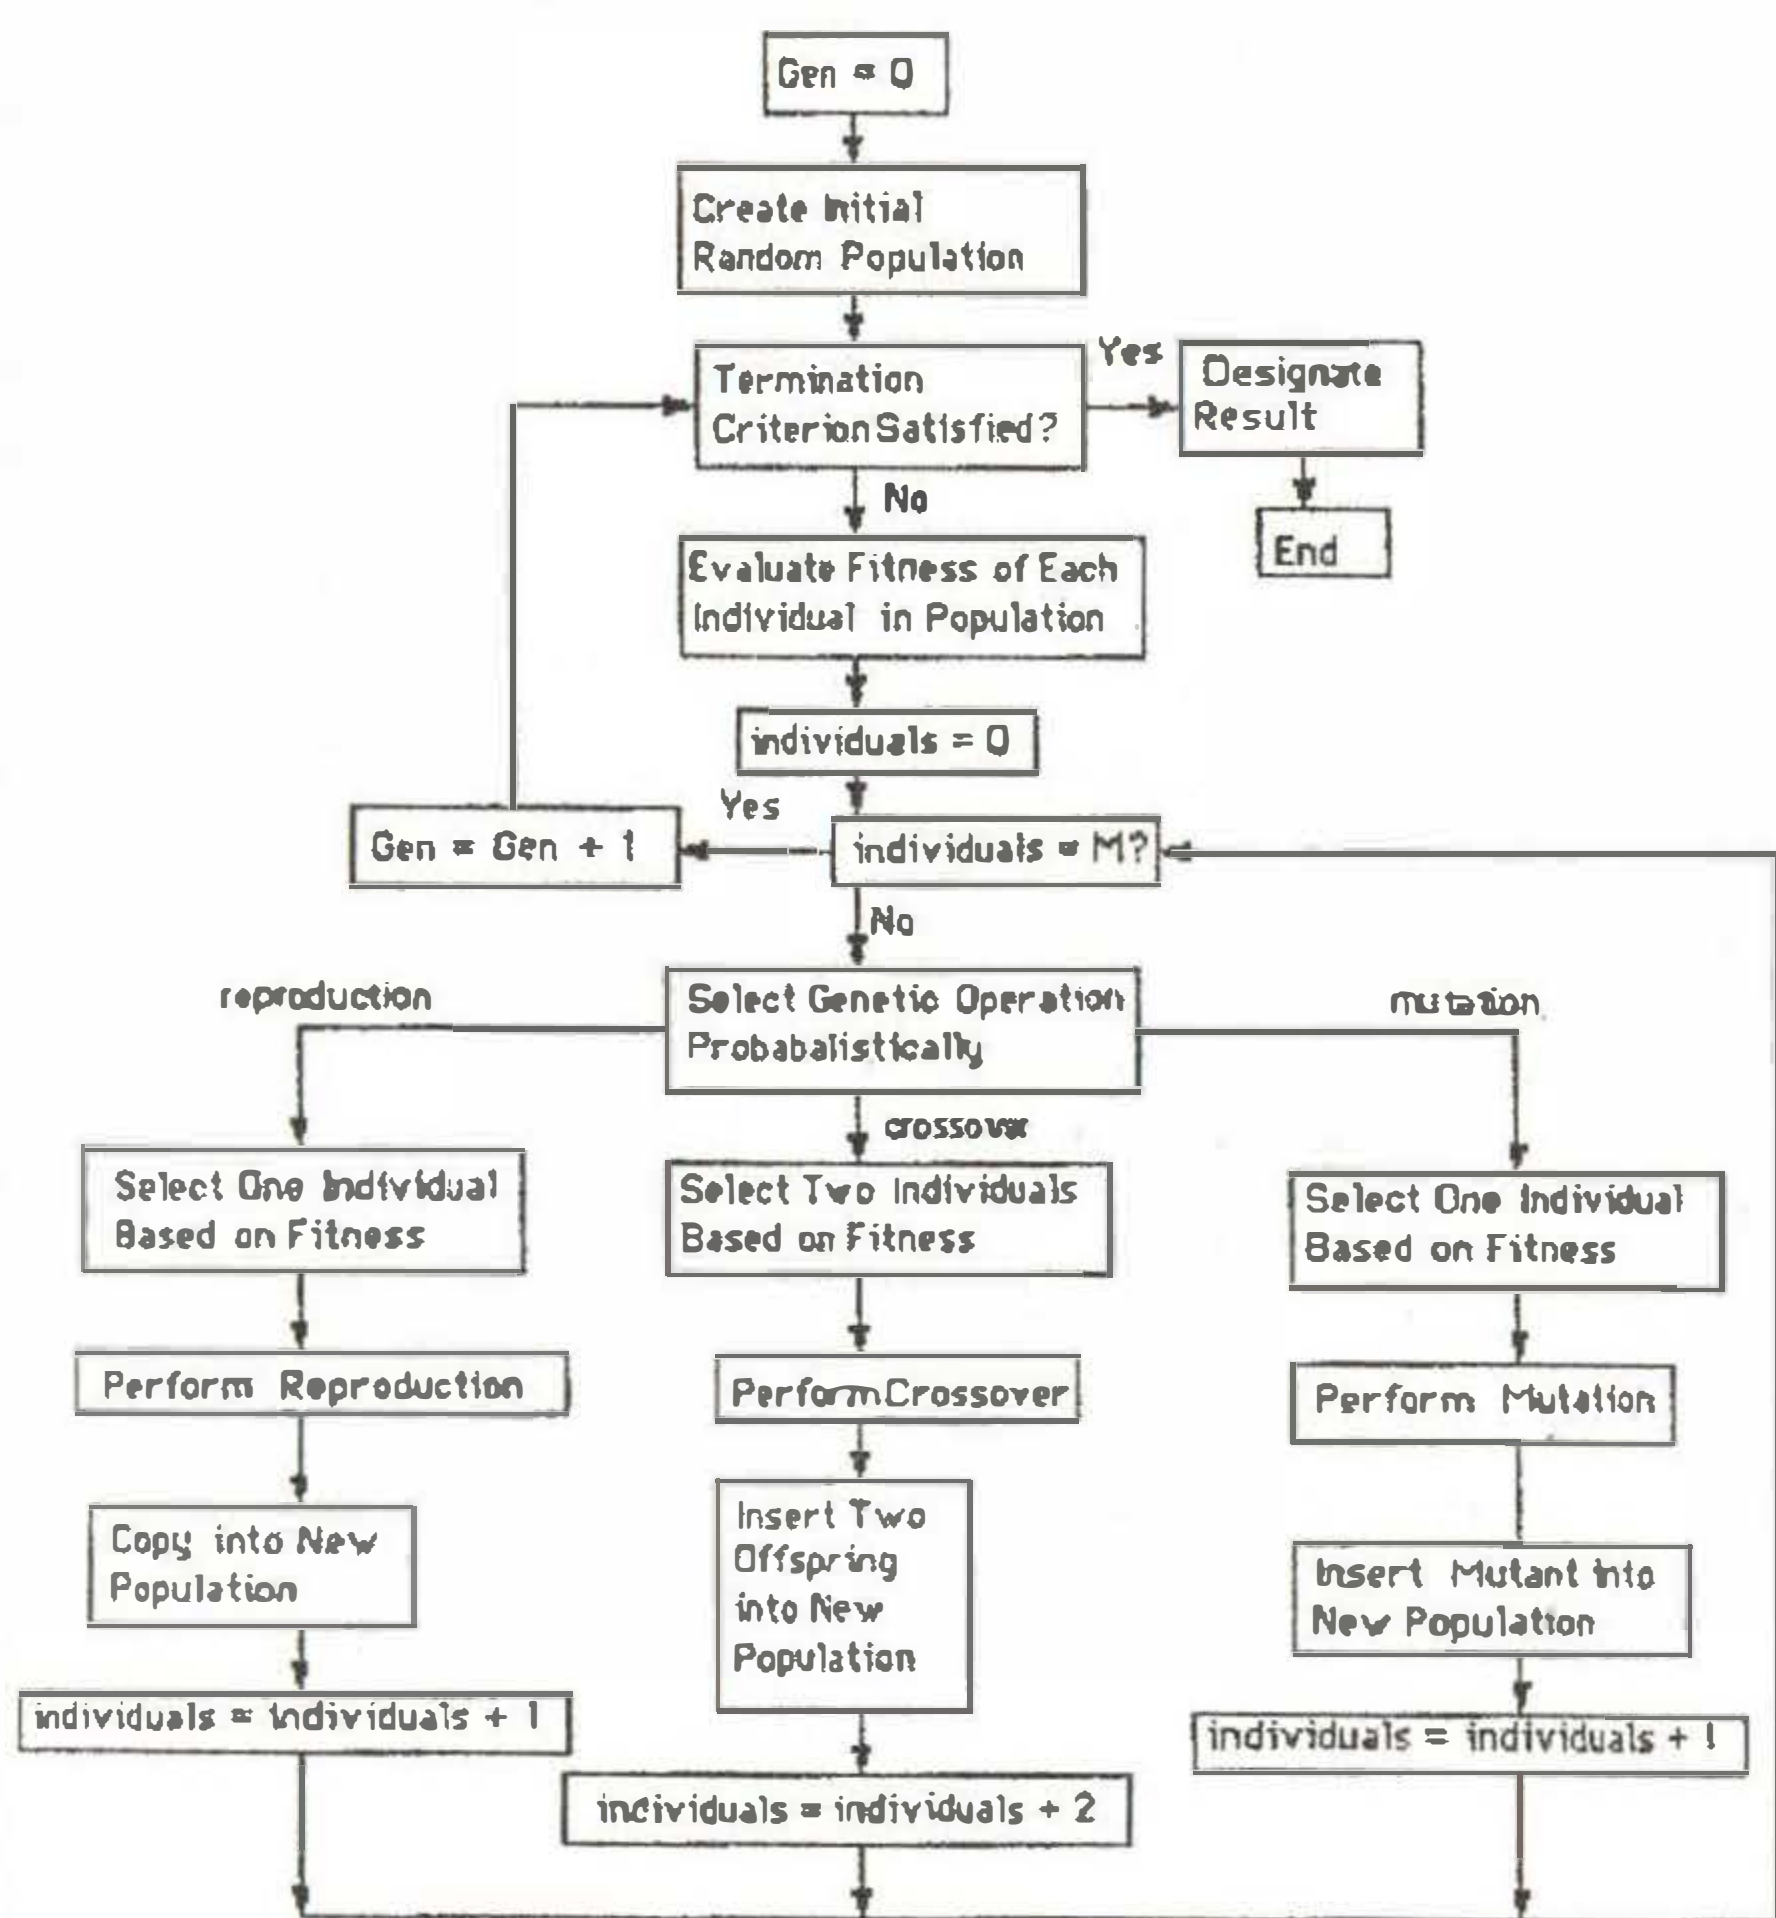 Gen = 0
Create Initial
Random Population
Termination
Criterion Satisfied?
Yes
Designate
Result
No
End
Evaluate Fitness of Each
Individual in Population
individuals = 0
Yes
Gen = Gen + 1
individuals = M?
No
reproduction
Select Genetic Operation
Probabalistically
mutation
crossover
Select One Individual
Based on Fitness
Select Two Individuals
Based on Fitness
Select One Individual
Based on Fitness
Perform Reproduction
Perform Crossover
Perform Mutation
Copy into New
Population
Insert Two
Offspring
into New
Population
Insert Mutant into
New Population
individuals = individuals + 1
individuals = individuals + 2
individuals = individuals + 1